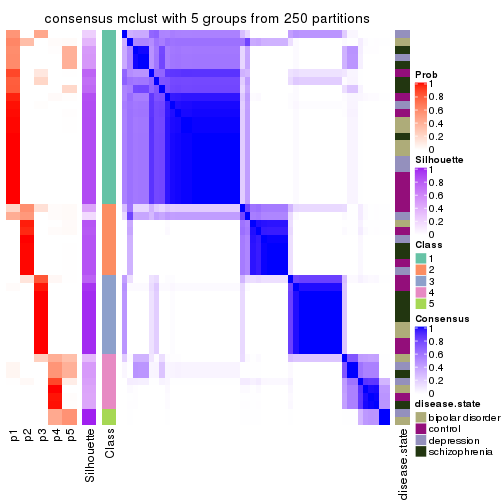 consensus mclust with 5 groups from 250 partitions
Prob
1
0.8
0.6
0.4
0.2
0
Silhouette
1
0.8
0.6
0.4
0.2
0
Class
1
2
3
4
5
Consensus
1
0.8
0.6
0.4
0.2
0
disease.state
bipolar disorder
control
depression
schizophrenia
p1
p2
p3
p4
p5
Silhouette
Class
disease.state